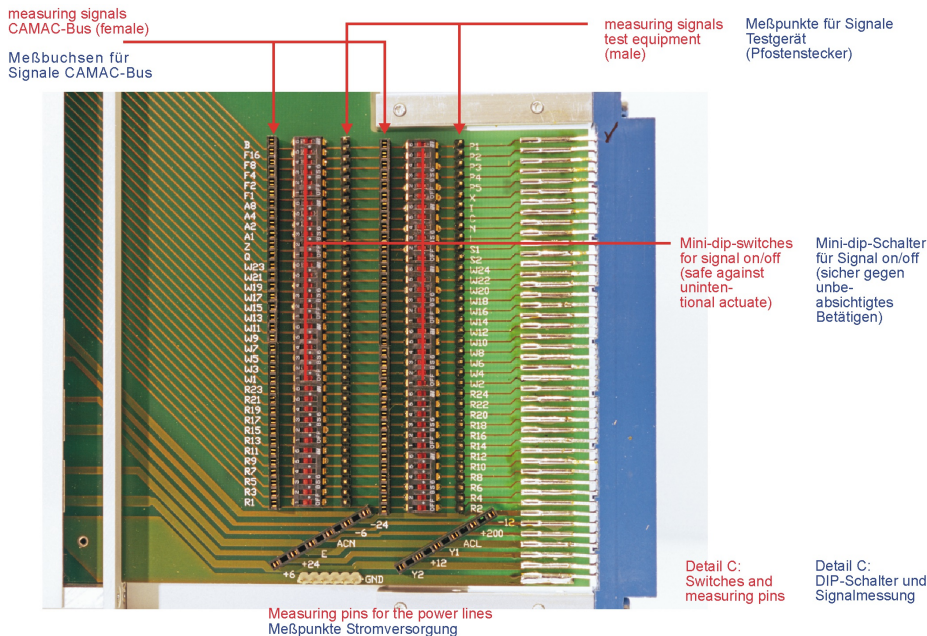 measuring signals
CAMAC-Bus (female)
Meßbuchsen für
Signale CAMAC-Bus
measuring signals
test equipment
(male)
Meßpunkte für Signale
Testgerät
(Pfostenstecker)
B
F16
F8
F4
F2
F1
A8
A4
A2
A1
Z
Q
W23
W21
W19
W17
W15
W13
W11
W9
W7
W5
W3
W1
R23
R21
R19
R17
R15
R13
R11
R9
R7
R5
R3
R1
P1
P2
P3
P4
P5
X
I
C
N
L
S1
S2
W24
W22
W20
W18
W16
W14
W12
W10
W8
W6
W4
W2
R24
R22
R20
R18
R16
R14
R12
R10
R8
R6
R4
R2
Mini-dip-switches
for signal on/off
(safe against
uninten-
tional actuate)
Mini-dip-Schalter
für Signal on/off
(sicher gegen
unbe-
absichtigtes
Betätigen)
-24
-6
ACN
E
+24
+6
GND
-12
+200
ACL
Y1
+12
Y2
Detail C:
Switches and
measuring pins
Detail C:
DIP-Schalter und
Signalmessung
Measuring pins for the power lines
Meßpunkte Stromversorgung